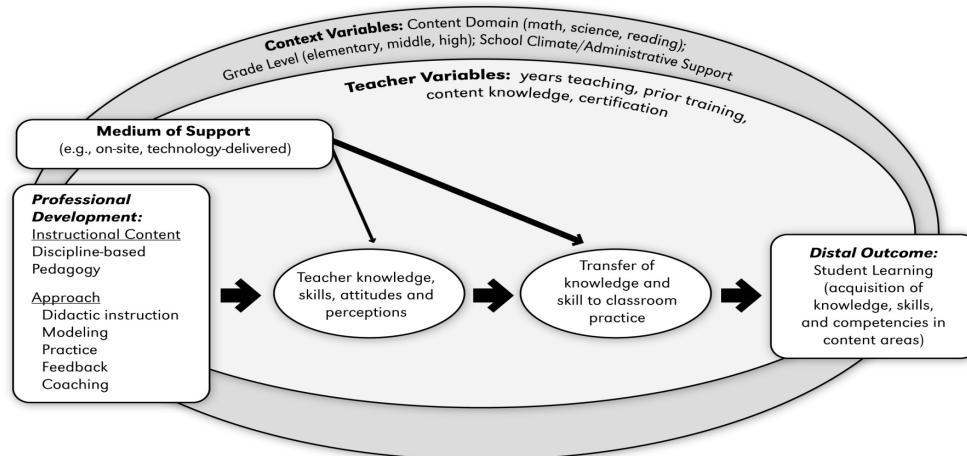 Context Variables: Content Domain (math, science, reading);
Grade Level (elementary, middle, high); School Climate/Administrative Support
Teacher Variables: years teaching, prior training,
content knowledge, certification
Medium of Support
(e.g., on-site, technology-delivered)
Professional
Development:
Instructional Content
Discipline-based
Pedagogy
Approach
Didactic instruction
Modeling
Practice
Feedback
Coaching
Teacher knowledge,
skills, attitudes and
perceptions
Transfer of
knowledge and
skill to classroom
practice
Distal Outcome:
Student Learning
(acquisition of
knowledge, skills,
and competencies in
content areas)